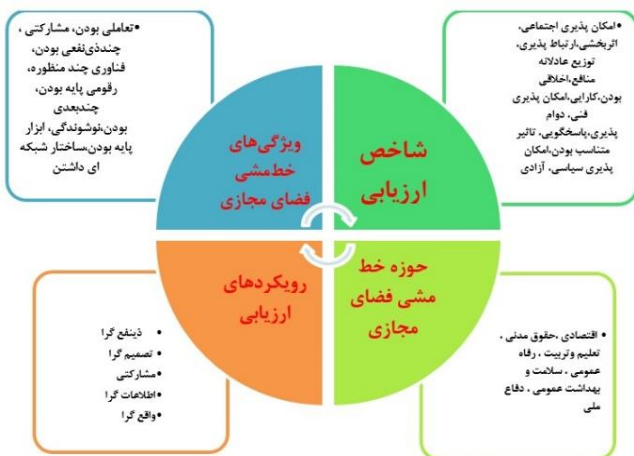 •امکان پذیری اجتماعی،
اثربخشی،ارتباط پذیری،
توزیع عادلانه
منافع،اخلاقی
بودن،کارایی،امکان پذیری
فنی، دوام
پذیری،پاسخگویی، تاثیر
متناسب بودن،امکان
پذیری سیاسی، آزادی
•تعاملی بودن، مشارکتی ،
چندذی‌نفعی بودن،
فناوری چند منظوره،
رقومی پایه بودن،
چندبعدی
بودن،نوشوندگی، ابزار
پایه بودن،ساختار شبکه
ای داشتن
شاخص
ارزیابی
ویژگی‌های
خط‌مشی
فضای مجازی
حوزه خط
مشی فضای
مجازی
رویکردهای
ارزیابی
• اقتصادی ،حقوق مدنی ،
تعلیم وتربیت ، رفاه
عمومی ، سلامت و
بهداشت عمومی ، دفاع
ملی
• ذینفع گرا
• تصمیم گرا
•مشارکتی
•اطلاعات گرا
•واقع گرا